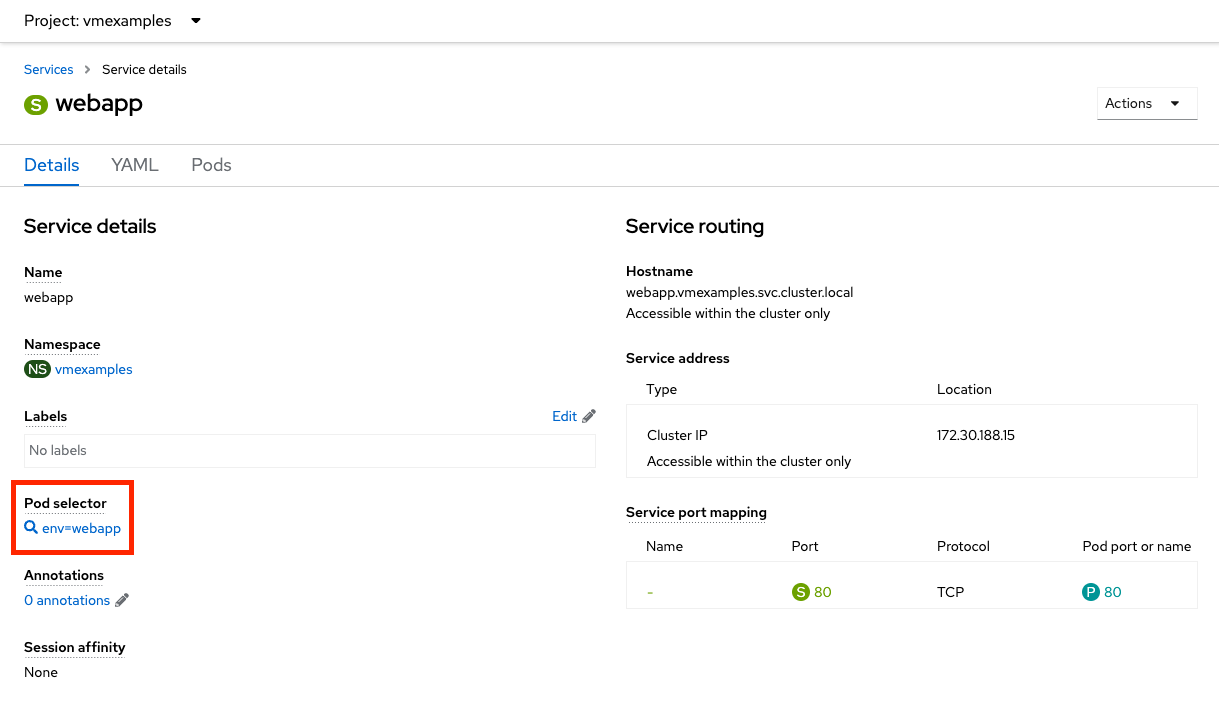 Project: vmexamples
Services > Service details
S webapp
Actions
Details YAML Pods
Service details
Name
webapp
Namespace
NS vmexamples
Labels Edit
No labels
Pod selector
env=webapp
Annotations
0 annotations
Session affinity
None
Service routing
Hostname
webapp.vmexamples.svc.cluster.local
Accessible within the cluster only
Service address
Type Location
Cluster IP 172.30.188.15
Accessible within the cluster only
Service port mapping
Name Port Protocol Pod port or name
- S 80 TCP P 80